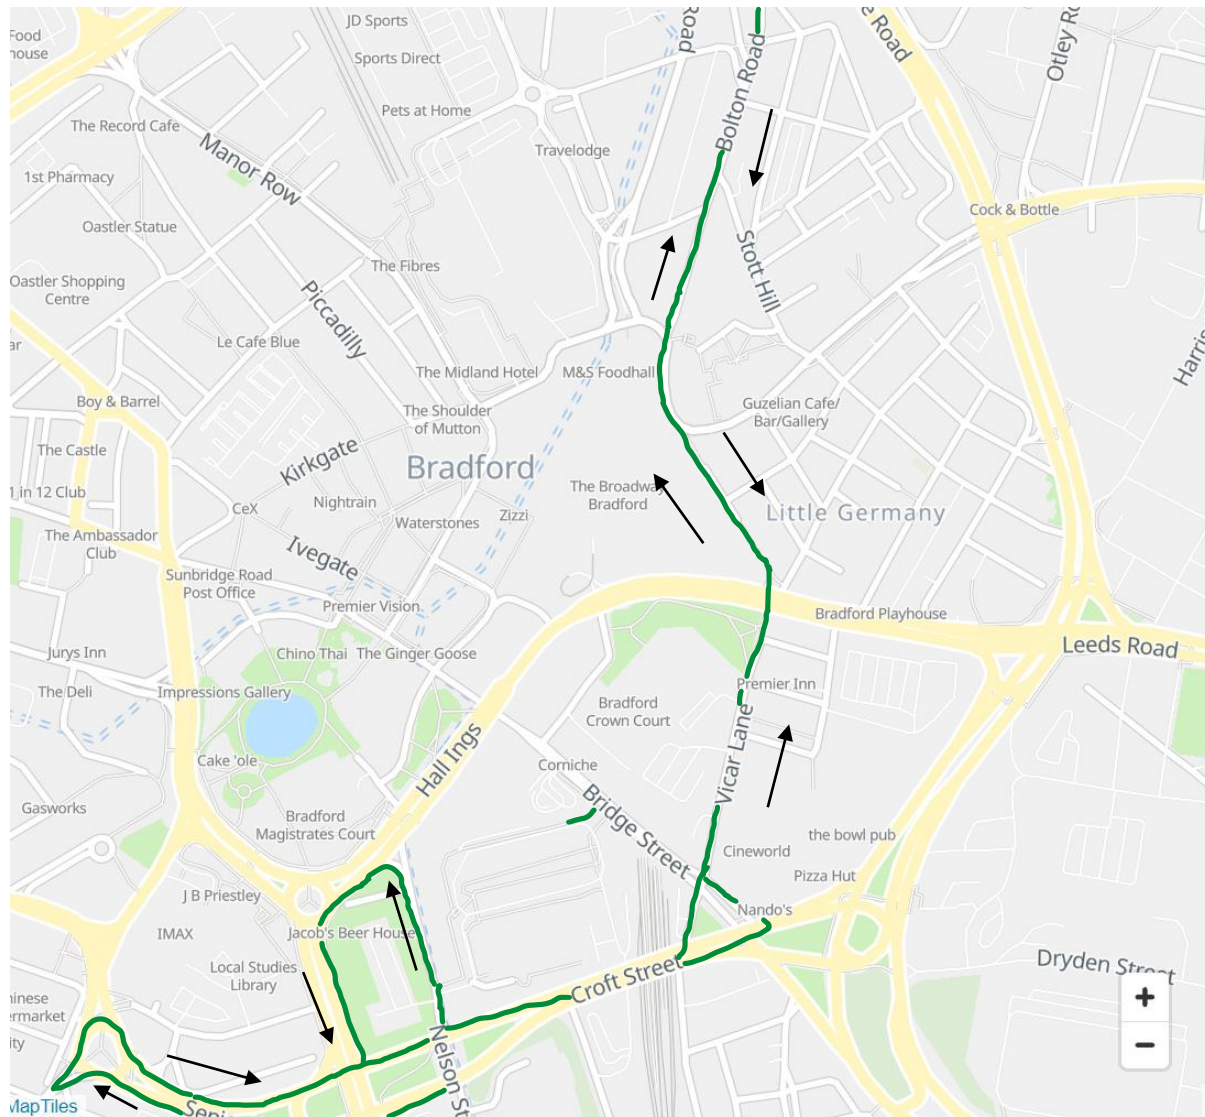 JD Sports
Food
house
Road
e Road
Otley Ro
Sports Direct
Bolton Road
Pets at Home
The Record Cafe
Manor Row
Travelodge
1st Pharmacy
Cock & Bottle
Oastler Statue
Stott Hill
The Fibres
Oastler Shopping
Centre
Piccadilly
Harris
ar
Le Cafe Blue
The Midland Hotel
M&S Foodhall
Boy & Barrel
The Shoulder
of Mutton
Guzelian Cafe/
Bar/Gallery
The Castle
Kirkgate
Bradford
1 in 12 Club
Nightrain
The Broadway
Bradford
CeX
Waterstones
Zizzi
Little Germany
The Ambassador
Club
Ivegate
Sunbridge Road
Post Office
Premier Vision
Bradford Playhouse
Leeds Road
Jurys Inn
Chino Thai
The Ginger Goose
The Deli
Impressions Gallery
Premier Inn
Bradford
Crown Court
Hall Ings
Vicar Lane
Cake 'ole
Corniche
Gasworks
Bridge Street
Bradford
Magistrates Court
the bowl pub
Cineworld
Pizza Hut
J B Priestley
Nando's
IMAX
Jacob's Beer House
Local Studies
Library
Croft Street
Dryden Street
+
hinese
ermarket
ity
−
Nelson St
MapTiles